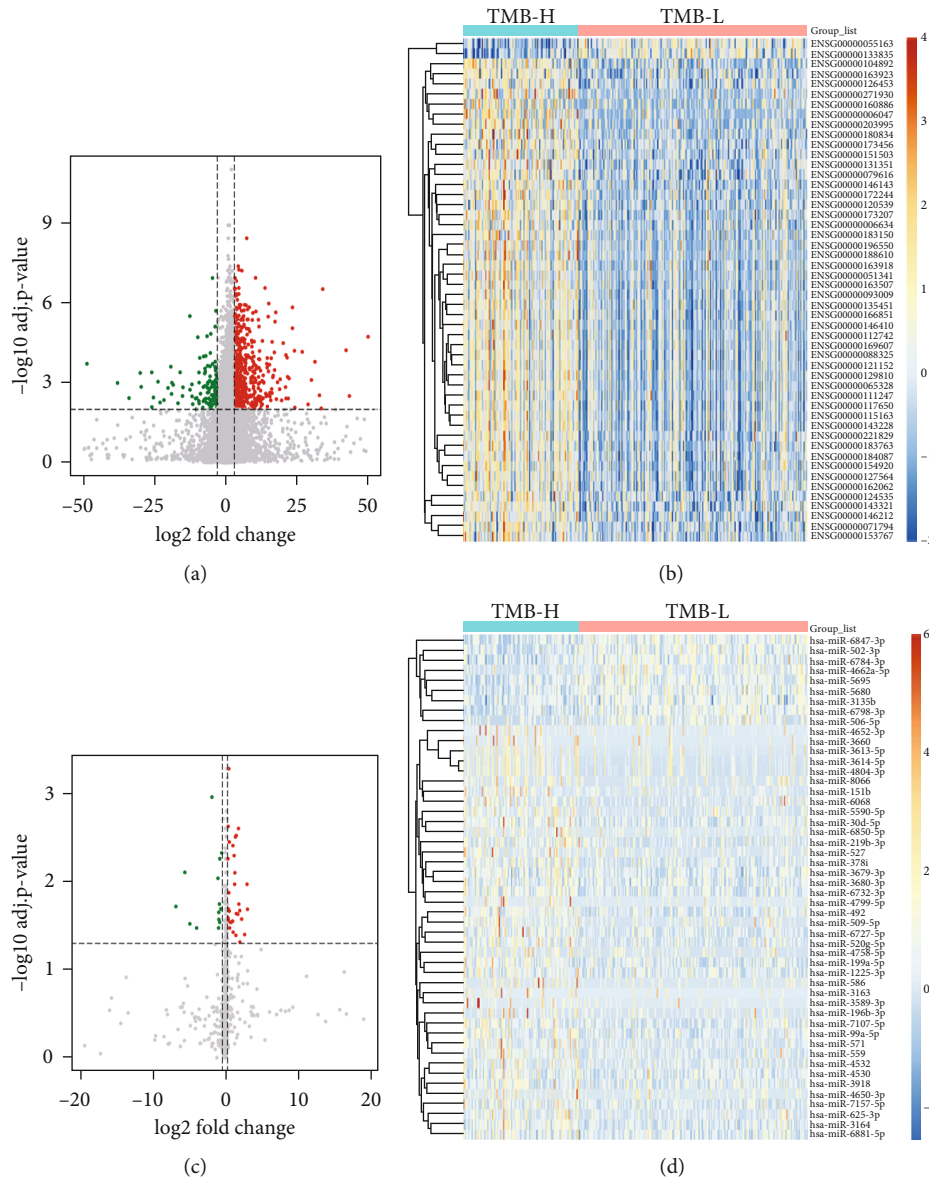 9
6
3
0
−50
−25
0
25
50
−log10 adj.p-value
log2 fold change
(a)
TMB-H
TMB-L
Group_list
ENSG00000055163
ENSG00000133835
ENSG00000104892
ENSG00000163923
ENSG00000126453
ENSG00000271930
ENSG00000160886
ENSG00000006047
ENSG00000203995
ENSG00000180834
ENSG00000173456
ENSG00000151503
ENSG00000131351
ENSG00000079616
ENSG00000146143
ENSG00000172244
ENSG00000120539
ENSG00000173207
ENSG00000006634
ENSG00000183150
ENSG00000196550
ENSG00000188610
ENSG00000163918
ENSG00000051341
ENSG00000163507
ENSG00000093009
ENSG00000135451
ENSG00000166851
ENSG00000146410
ENSG00000112742
ENSG00000169607
ENSG00000088325
ENSG00000121152
ENSG00000129810
ENSG00000065328
ENSG00000111247
ENSG00000117650
ENSG00000115163
ENSG00000143228
ENSG00000221829
ENSG00000183763
ENSG00000184087
ENSG00000154920
ENSG00000127564
ENSG00000162062
ENSG00000124535
ENSG00000143321
ENSG00000146212
ENSG00000071794
ENSG00000153767
4
3
2
1
0
(b)
3
2
1
0
−20
−10
0
10
20
−log10 adj.p-value
log2 fold change
(c)
TMB-H
TMB-L
Group_list
hsa-miR-6847-3p
hsa-miR-502-3p
hsa-miR-6784-3p
hsa-miR-4662a-5p
hsa-miR-5695
hsa-miR-5680
hsa-miR-3135b
hsa-miR-6798-3p
hsa-miR-506-5p
hsa-miR-4652-3p
hsa-miR-3660
hsa-miR-3613-5p
hsa-miR-3614-5p
hsa-miR-4804-3p
hsa-miR-8066
hsa-miR-151b
hsa-miR-6068
hsa-miR-5590-5p
hsa-miR-30d-5p
hsa-miR-6850-5p
hsa-miR-219b-3p
hsa-miR-527
hsa-miR-378i
hsa-miR-3679-3p
hsa-miR-3680-3p
hsa-miR-6732-3p
hsa-miR-4799-5p
hsa-miR-492
hsa-miR-509-5p
hsa-miR-6727-5p
hsa-miR-520g-5p
hsa-miR-4758-5p
hsa-miR-199a-5p
hsa-miR-1225-3p
hsa-miR-586
hsa-miR-3163
hsa-miR-3589-3p
hsa-miR-196b-3p
hsa-miR-7107-5p
hsa-miR-99a-5p
hsa-miR-571
hsa-miR-559
hsa-miR-4532
hsa-miR-4530
hsa-miR-3918
hsa-miR-4650-3p
hsa-miR-7157-5p
hsa-miR-625-3p
hsa-miR-3164
hsa-miR-6881-5p
6
4
2
0
(d)